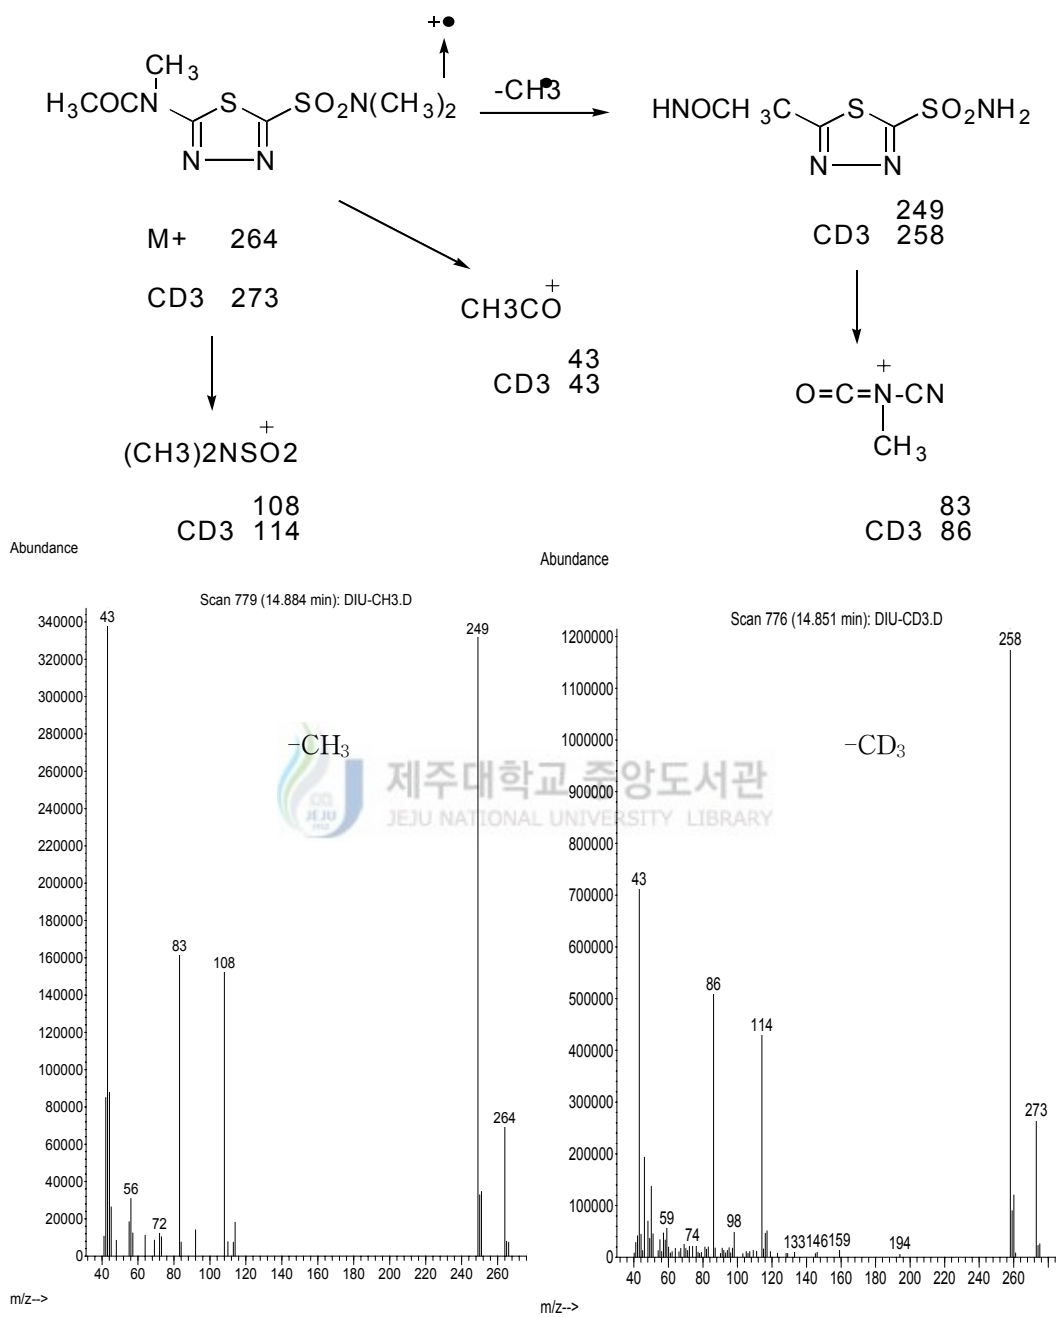 +●
CH3
H3COCN S SO2N(CH3)2
N N
-CH3
HNOCH 3C S SO2NH2
N N
M+ 264
CD3 273
249
CD3 258
+
CH3CO
43
CD3 43
+
O=C=N-CN
CH3
83
CD3 86
+
(CH3)2NSO2
108
CD3 114
Abundance
Scan 779 (14.884 min): DIU-CH3.D
340000
320000
300000
280000
260000
240000
220000
200000
180000
160000
140000
120000
100000
80000
60000
40000
20000
0
43
249
-CH3
83
108
264
56
72
40 60 80 100 120 140 160 180 200 220 240 260
m/z-->
Abundance
Scan 776 (14.851 min): DIU-CD3.D
1200000
1100000
1000000
900000
800000
700000
600000
500000
400000
300000
200000
100000
0
258
-CD3
43
86
114
273
59
98
74
133 146 159
194
40 60 80 100 120 140 160 180 200 220 240 260
m/z-->
제주대학교 중앙도서관
JEJU NATIONAL UNIVERSITY LIBRARY
JEJU
1952